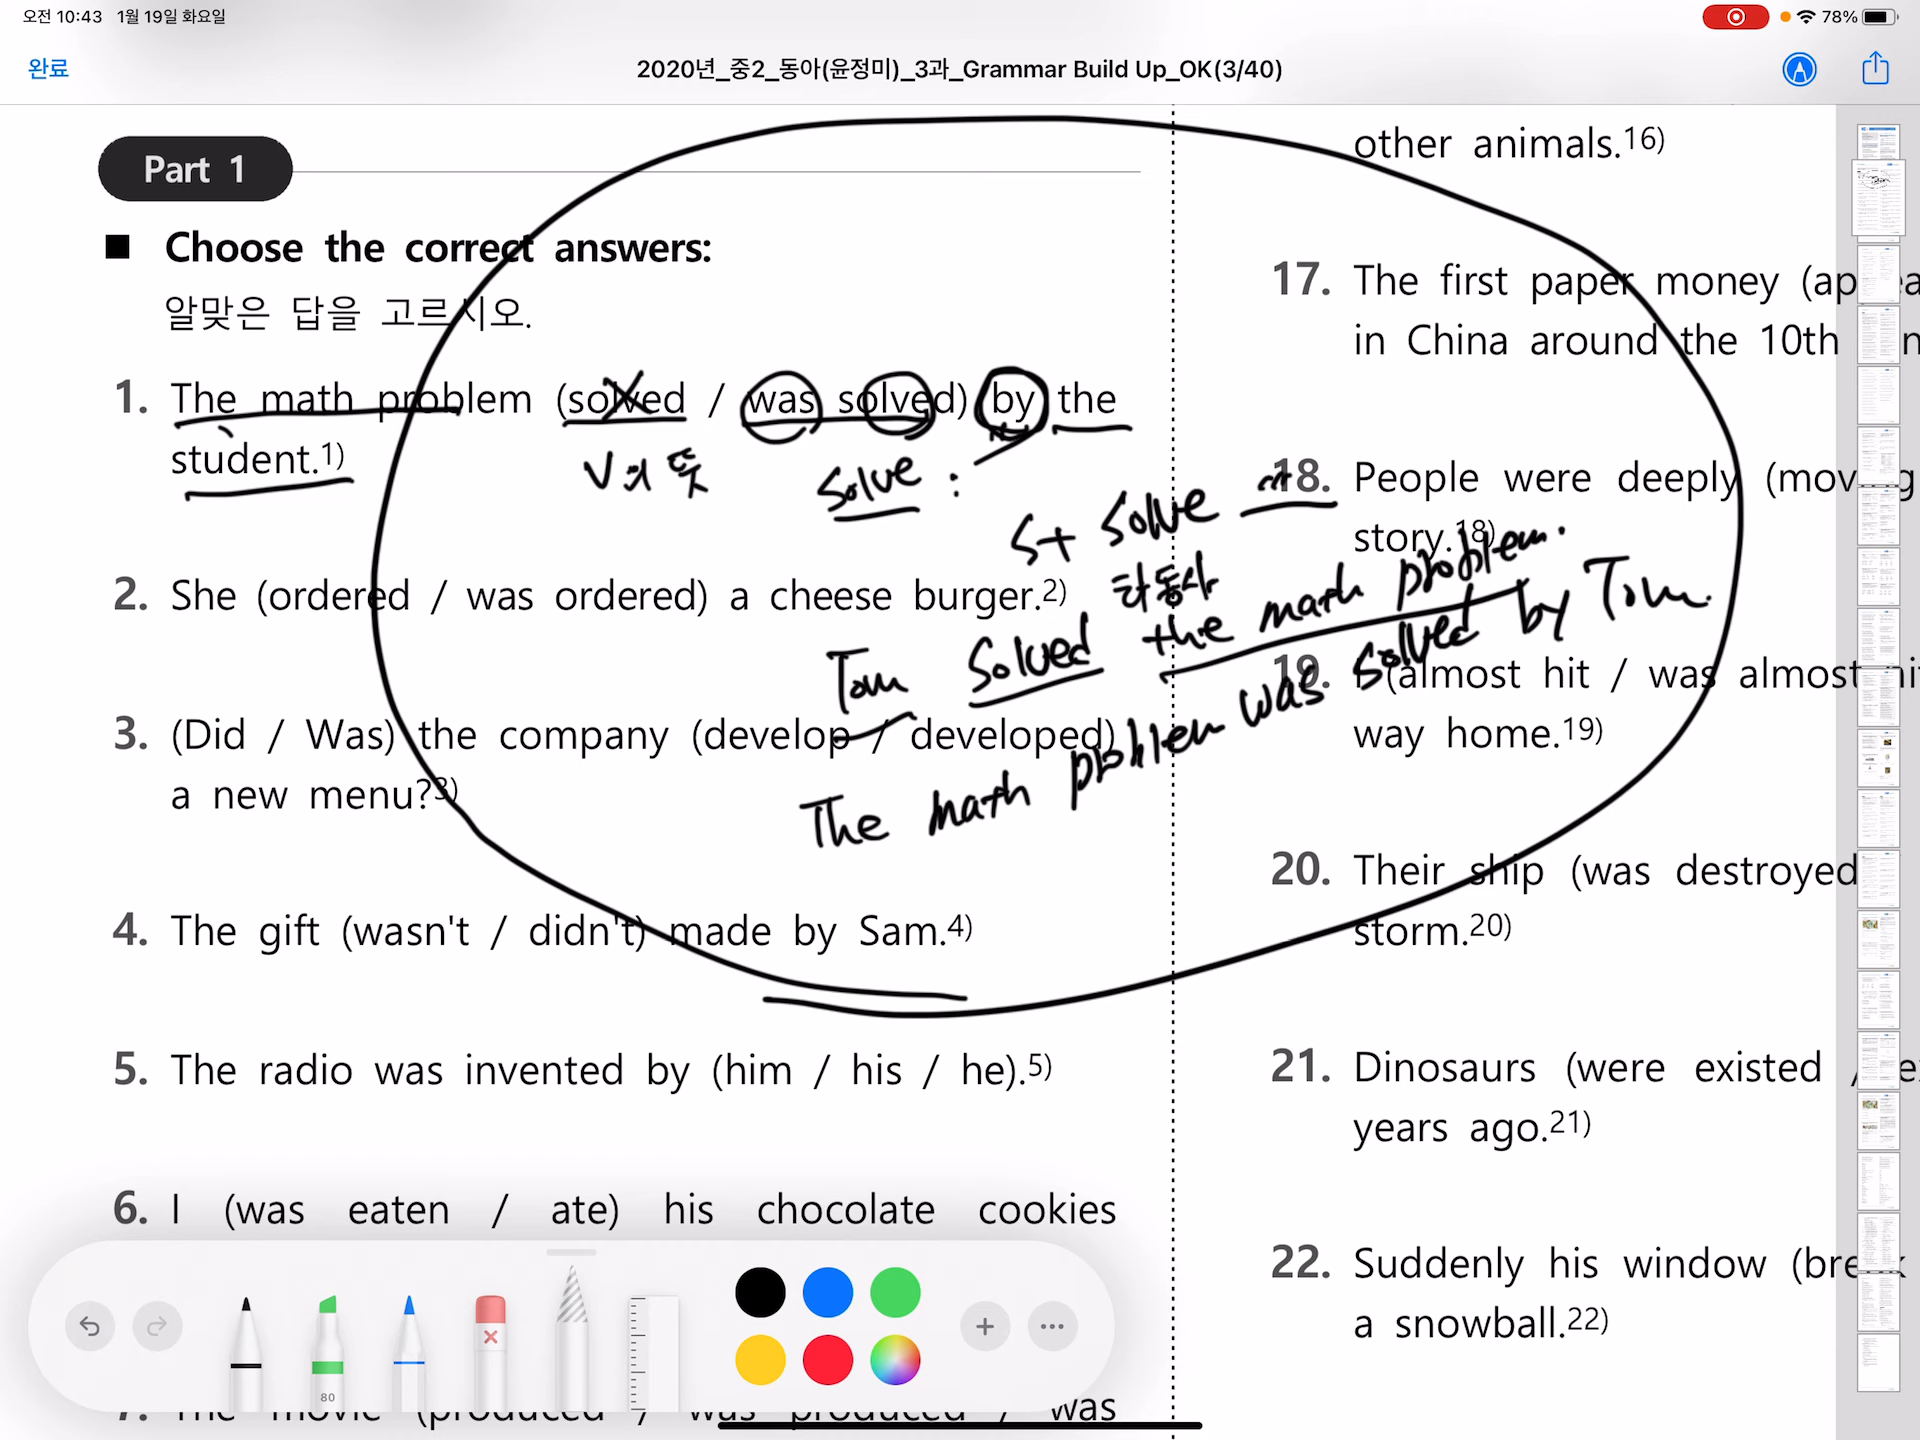 오전 10:43 1월 19일 화요일
78%
완료
2020년_중2_동아(윤정미)_3과_Grammar Build Up_OK(3/40)
Part 1
■ Choose the correct answers:
알맞은 답을 고르시오.
1. The math problem (solved / was solved) by the
student.1)
V의 뜻
solve :
S+ solve
타동사
2. She (ordered / was ordered) a cheese burger.2)
Tom solved the math problem.
The math problem was solved by Tom.
3. (Did / Was) the company (develop / developed)
a new menu?3)
4. The gift (wasn't / didn't) made by Sam.4)
5. The radio was invented by (him / his / he).5)
6. I (was eaten / ate) his chocolate cookies
7. The movie (produced / was produced / was
other animals.16)
17. The first paper money
in China around the 10th
18. People were deeply
story.18)
19. I (almost hit / was almost
way home.19)
20. Their ship (was destroyed
storm.20)
21. Dinosaurs (were existed /
years ago.21)
22. Suddenly his window
a snowball.22)
80